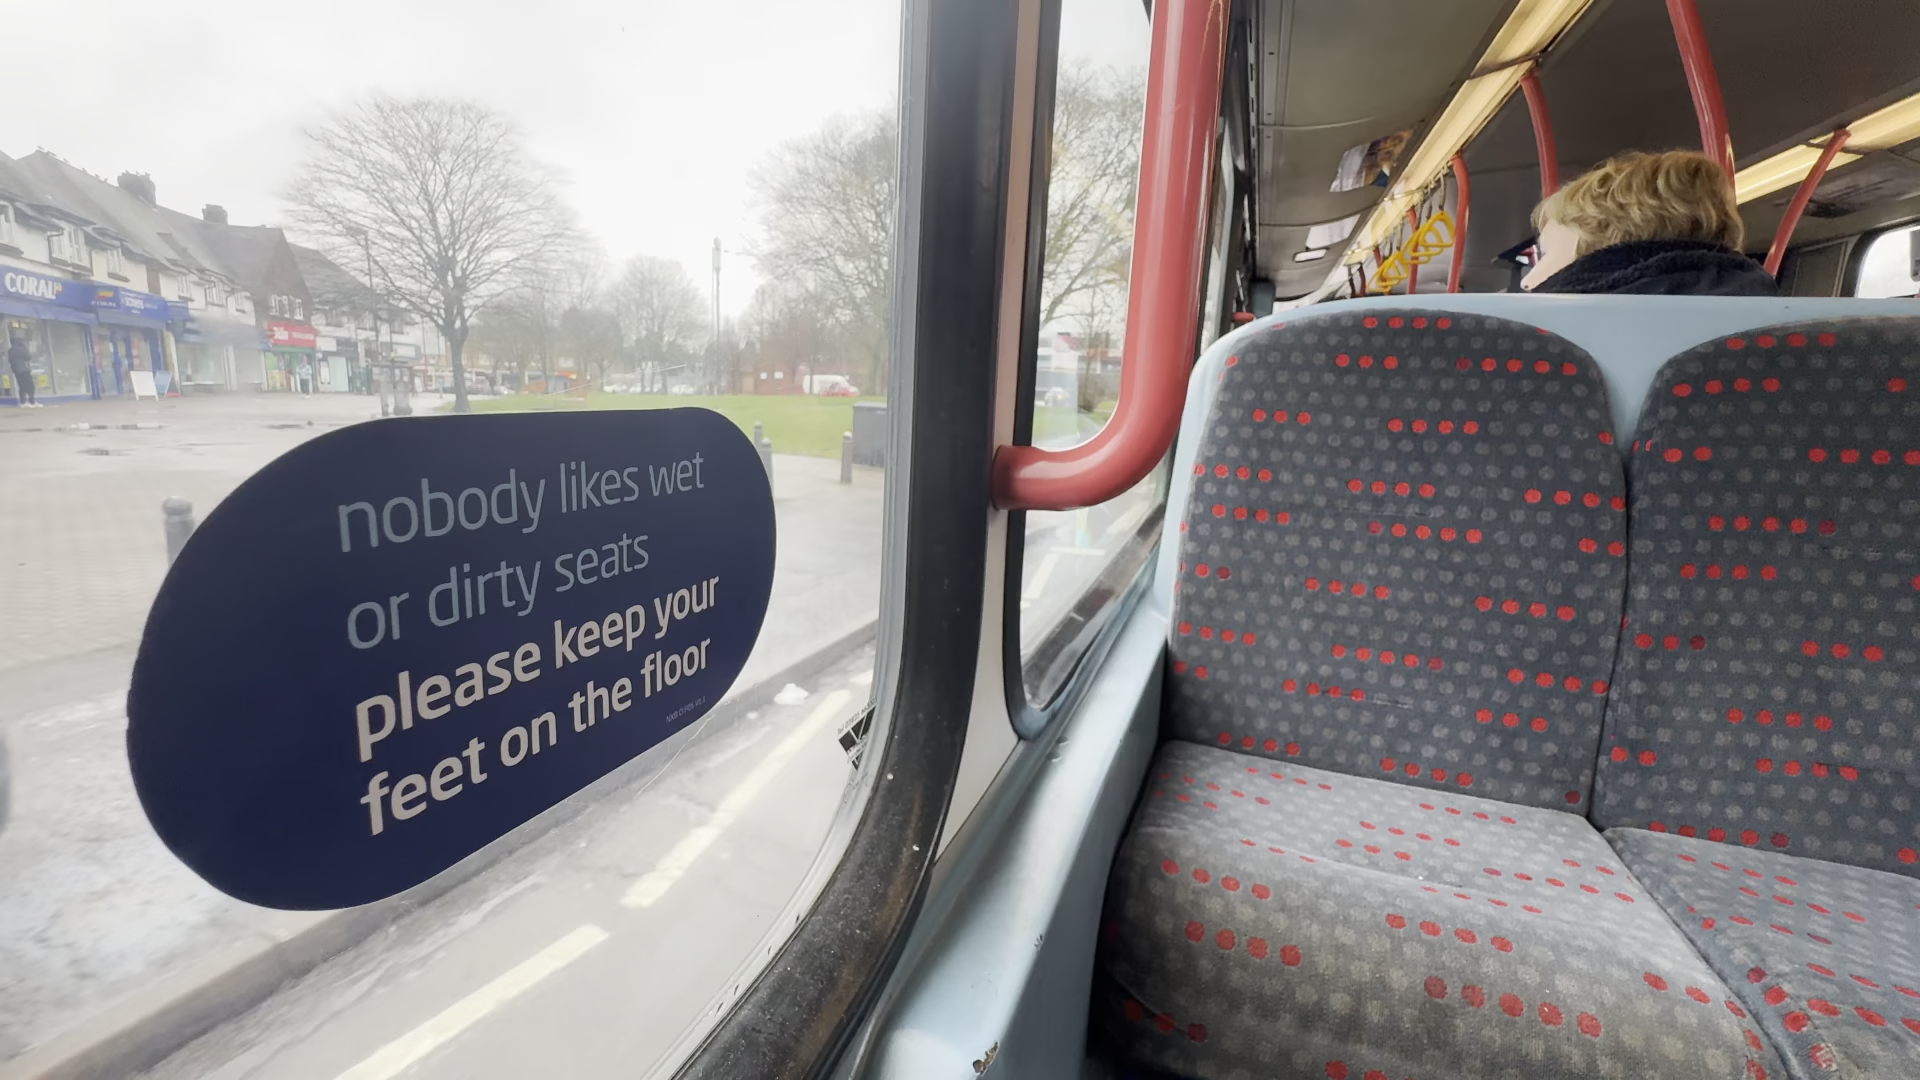 CORAL
nobody likes wet
or dirty seats
please keep your
feet on the floor